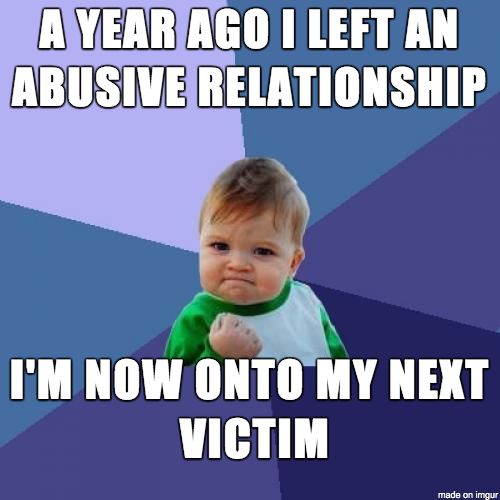 A YEAR AGO I LEFT AN
ABUSIVE RELATIONSHIP
I'M NOW ONTO MY NEXT
VICTIM
made on imgur